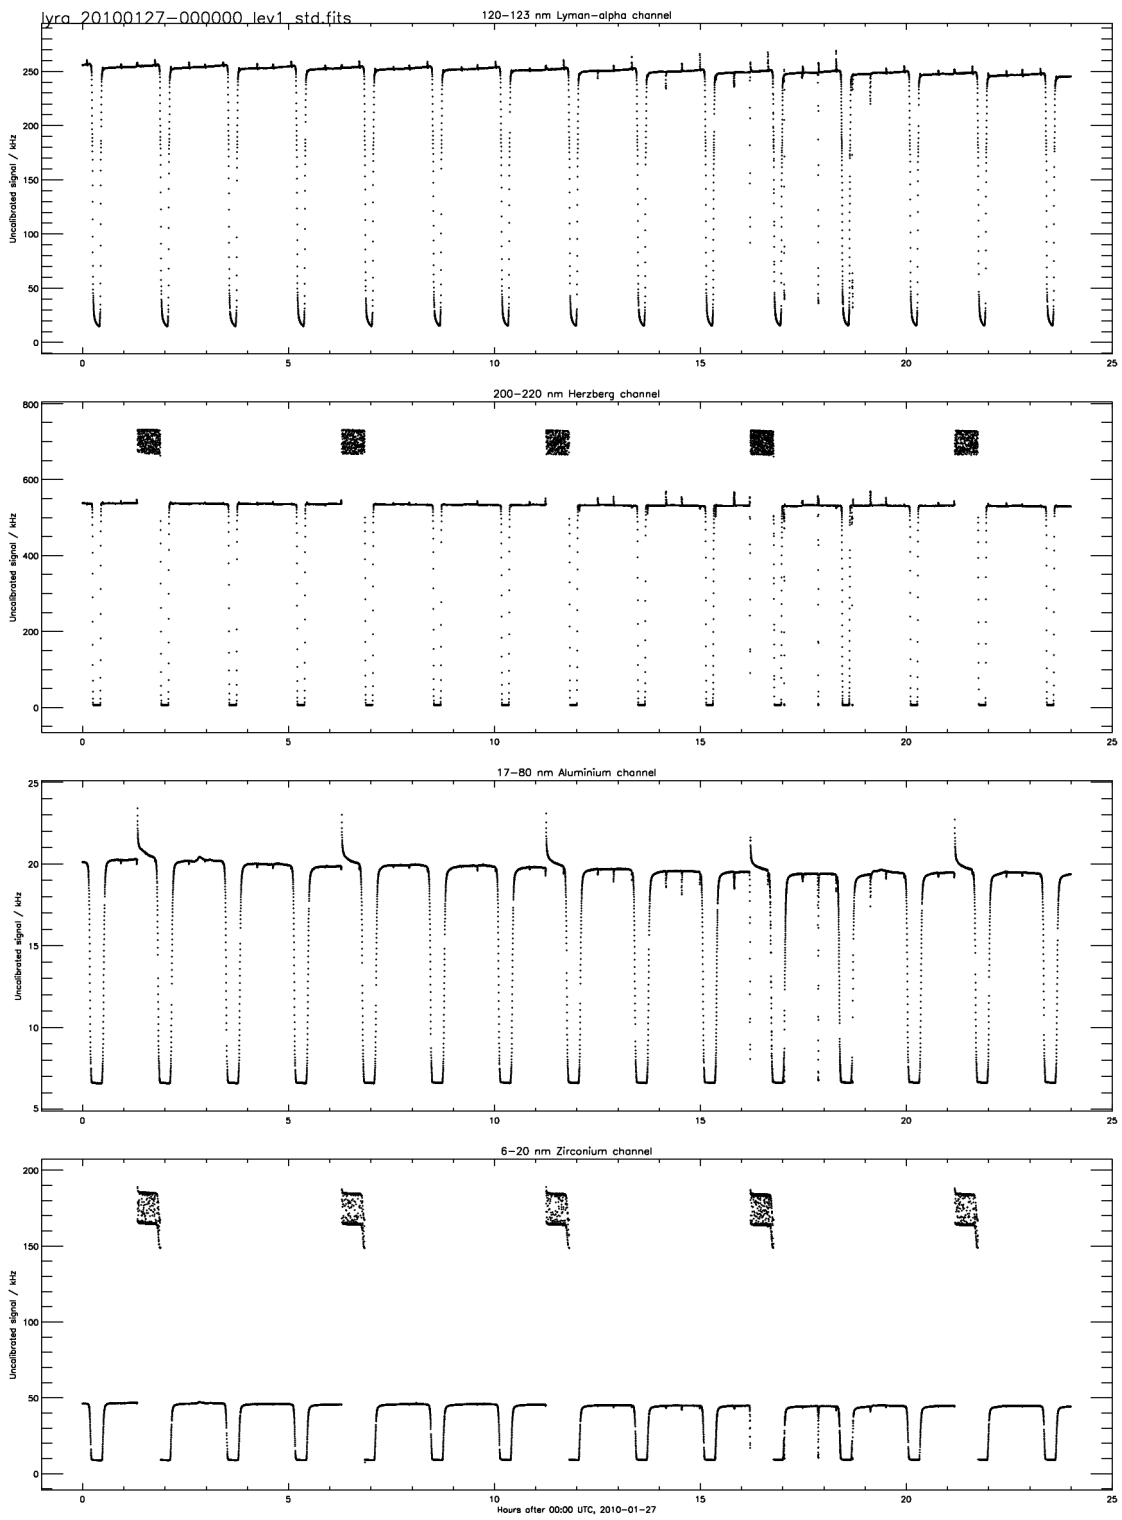 lyra_20100127-000000_lev1_std.fits
120-123 nm Lyman-alpha channel
Uncalibrated signal / kHz
250
200
150
100
50
0
0 5 10 15 20 25
200-220 nm Herzberg channel
Uncalibrated signal / kHz
800
600
400
200
0
0 5 10 15 20 25
17-80 nm Aluminium channel
Uncalibrated signal / kHz
25
20
15
10
5
0 5 10 15 20 25
6-20 nm Zirconium channel
Uncalibrated signal / kHz
200
150
100
50
0
0 5 10 15 20 25
Hours after 00:00 UTC, 2010-01-27